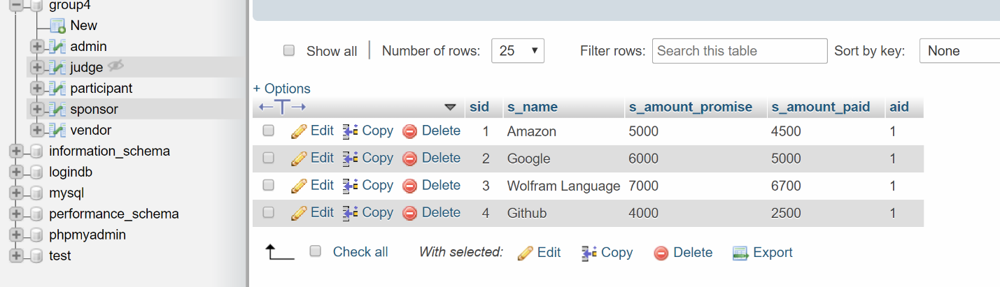 group4
New
admin
judge
participant
sponsor
vendor
information_schema
logindb
mysql
performance_schema
phpmyadmin
test
Show all Number of rows: 25 Filter rows: Search this table Sort by key: None
+ Options
sid s_name s_amount_promise s_amount_paid aid
Edit Copy Delete 1 Amazon 5000 4500 1
Edit Copy Delete 2 Google 6000 5000 1
Edit Copy Delete 3 Wolfram Language 7000 6700 1
Edit Copy Delete 4 Github 4000 2500 1
Check all With selected: Edit Copy Delete Export